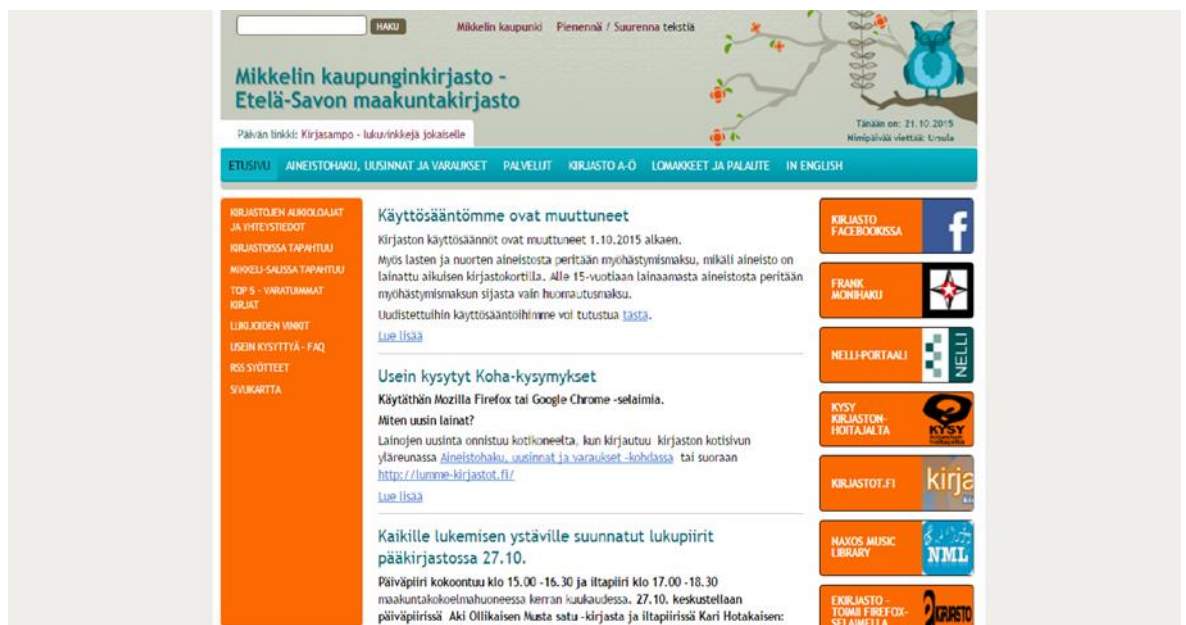 HAKU
Mikkelin kaupunki Pienennä / Suurenna tekstiä
Mikkelin kaupunginkirjasto -
Etelä-Savon maakuntakirjasto
Päivän linkki: Kirjasampo - lukuvinkkejä jokaiselle
Tänään on: 21.10.2015
Nimipäivää viettää: Ursula
ETUSIVU AINEISTOHAKU, UUSINNAT JA VARAUKSET PALVELUT KIRJASTO A-Ö LOMAKKEET JA PALAUTE IN ENGLISH
KIRJASTOJEN AUKIOLOAJAT
JA YHTEYSTIEDOT
KIRJASTOISSA TAPAHTUU
MIKKELI-SALISSA TAPAHTUU
TOP 5 - VARATUIMMAT
KIRJAT
LUKIJOIDEN VINKIT
USEIN KYSYTTYÄ - FAQ
RSS SYÖTTEET
SIVUKARTTA
Käyttösääntömme ovat muuttuneet
Kirjaston käyttösäännöt ovat muuttuneet 1.10.2015 alkaen.
Myös lasten ja nuorten aineistosta peritään myöhästymismaksu, mikäli aineisto on
lainattu aikuisen kirjastokortilla. Alle 15-vuotiaan lainaamasta aineistosta peritään
myöhästymismaksun sijasta vain huomautusmaksu.
Uudistettuihin käyttösääntöihimme voi tutustua tästä.
Lue lisää
Usein kysytyt Koha-kysymykset
Käytäthän Mozilla Firefox tai Google Chrome -selaimia.
Miten uusin lainat?
Lainojen uusinta onnistuu kotikoneelta, kun kirjautuu kirjaston kotisivun
yläreunassa Aineistohaku, uusinnat ja varaukset -kohdassa tai suoraan
http://lumme-kirjastot.fi/
Lue lisää
Kaikille lukemisen ystäville suunnatut lukupiirit
pääkirjastossa 27.10.
Päiväpiiri kokoontuu klo 15.00 -16.30 ja iltapiiri klo 17.00 -18.30
maakuntakokoelmahuoneessa kerran kuukaudessa. 27.10. keskustellaan
päiväpiirissä Aki Ollikaisen Musta satu -kirjasta ja iltapiirissä Kari Hotakaisen:
KIRJASTO
FACEBOOKISSA
f
FRANK
MONIHAKU
NELLI-PORTAALI
NELLI
KYSY
KIRJASTON-
HOITAJALTA
KYSY
KIRJASTOT.FI
kirja
NAXOS MUSIC
LIBRARY
NML
EKIRJASTO -
TOIMII FIREFOX-
SELAIMELLA
KIRJASTO